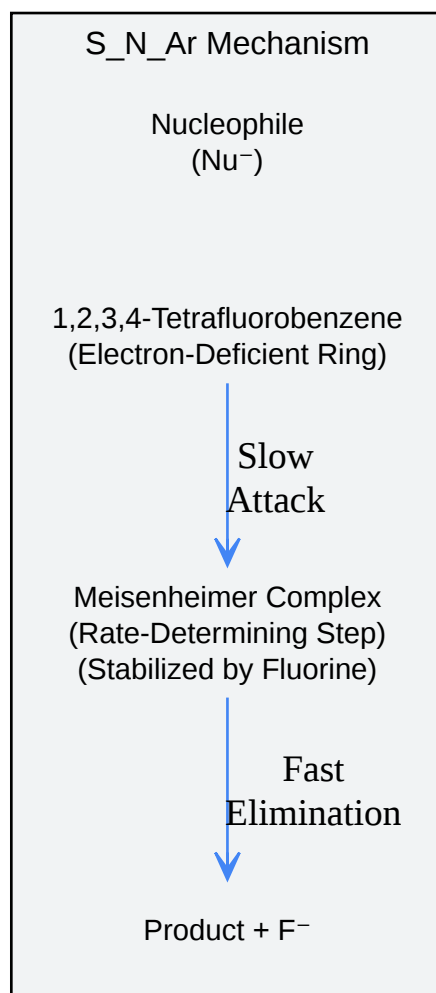 S_N_Ar Mechanism
Nucleophile
(Nu⁻)
1,2,3,4-Tetrafluorobenzene
(Electron-Deficient Ring)
Slow
Attack
Meisenheimer Complex
(Rate-Determining Step)
(Stabilized by Fluorine)
Fast
Elimination
Product + F⁻